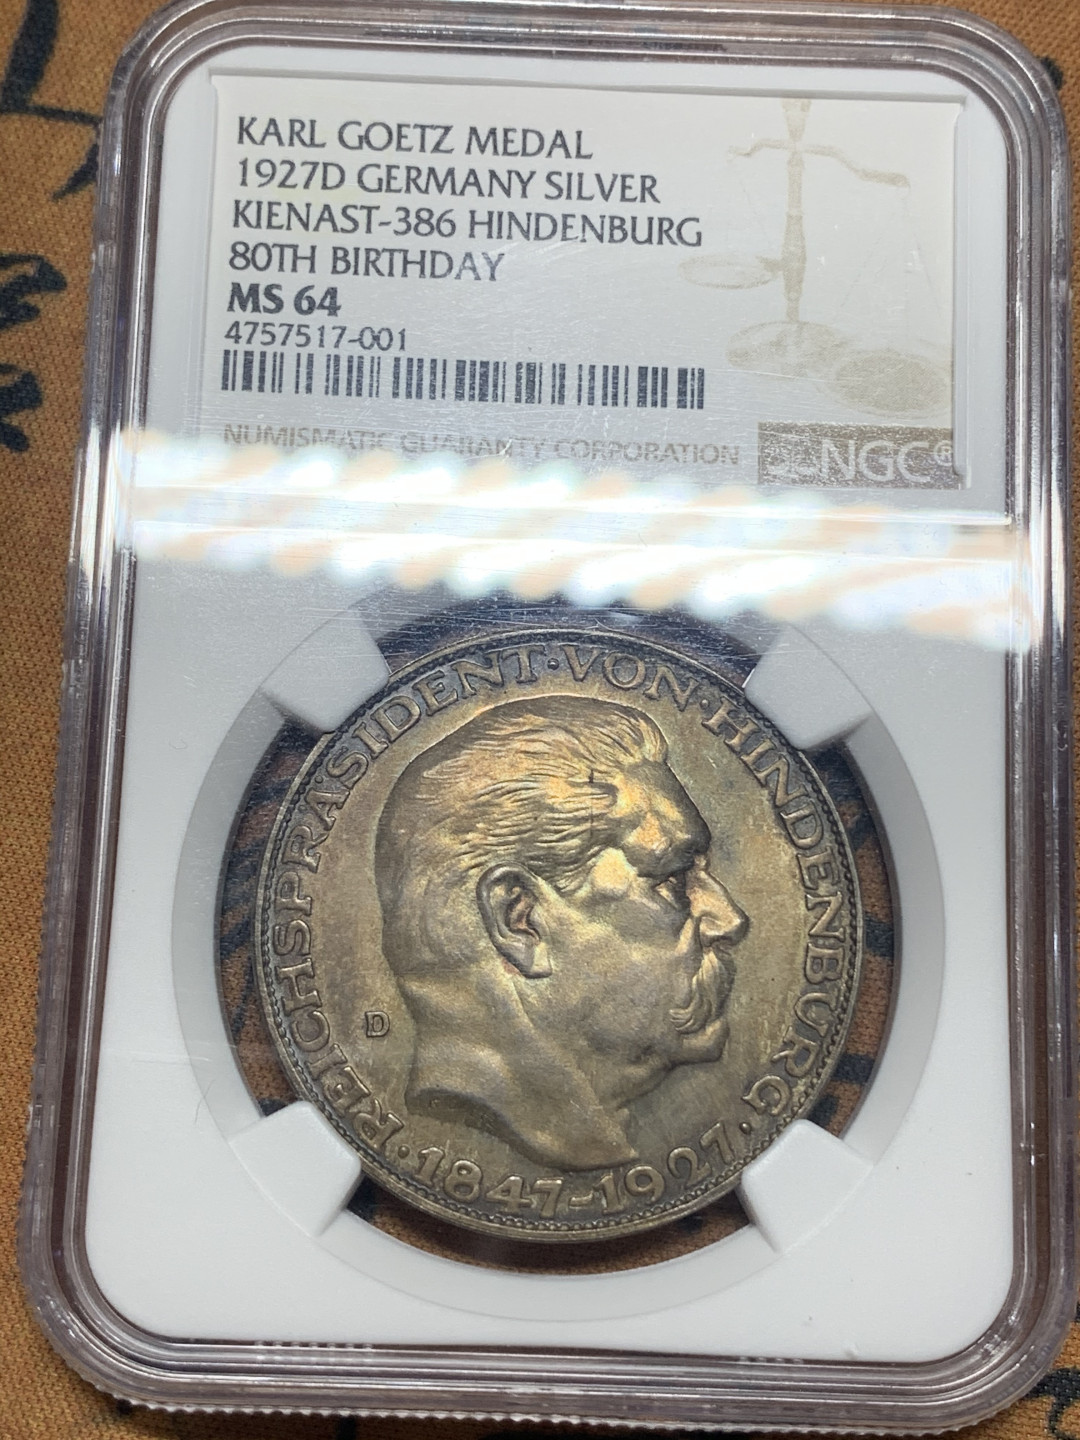 KARL GOETZ MEDAL
1927D GERMANY SILVER
KIENAST-386 HINDENBURG
80TH BIRTHDAY
MS 64
4757517-001
NUMISMATIC GUARANTY CORPORATION
NGC®
REICHSPRÄSIDENT·VON·HINDENBURG·
D
·1847-1927·